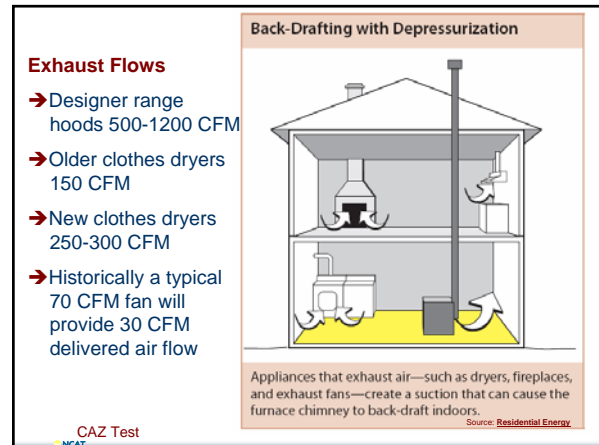 Back-Drafting with Depressurization
Exhaust Flows
➔Designer range
hoods 500-1200 CFM
➔Older clothes dryers
150 CFM
➔New clothes dryers
250-300 CFM
➔Historically a typical
70 CFM fan will
provide 30 CFM
delivered air flow
Appliances that exhaust air—such as dryers, fireplaces,
and exhaust fans—create a suction that can cause the
furnace chimney to back-draft indoors.
Source: Residential Energy
CAZ Test
NCAT